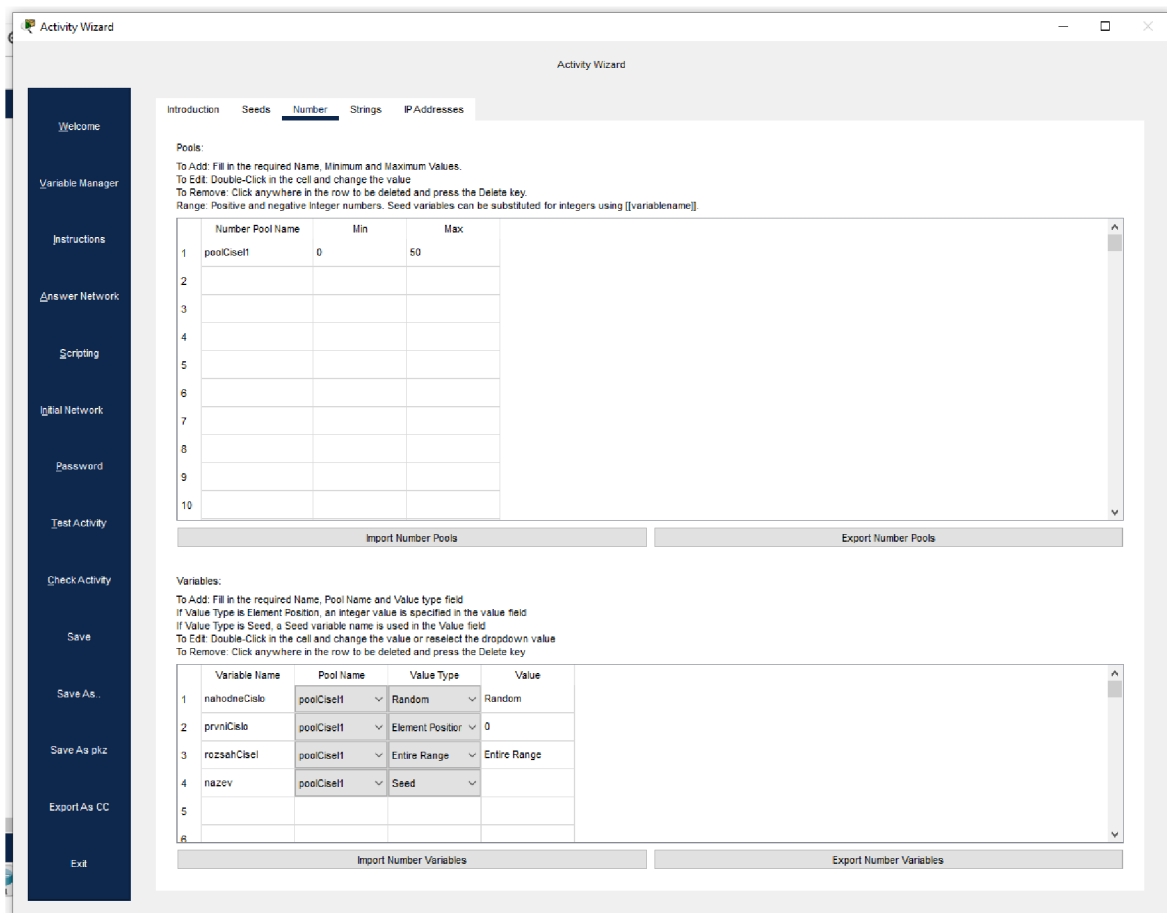 Activity Wizard
Activity Wizard
Welcome
Variable Manager
Instructions
Answer Network
Scripting
Initial Network
Password
Test Activity
Check Activity
Save
Save As..
Save As pkz
Export As CC
Exit
Introduction Seeds Number Strings IP Addresses
Pools:
To Add: Fill in the required Name, Minimum and Maximum Values.
To Edit: Double-Click in the cell and change the value
To Remove: Click anywhere in the row to be deleted and press the Delete key.
Range: Positive and negative Integer numbers. Seed variables can be substituted for integers using [[variablename]].
Number Pool Name Min Max
1 poolCisel1 0 50
2
3
4
5
6
7
8
9
10
Import Number Pools Export Number Pools
Variables:
To Add: Fill in the required Name, Pool Name and Value type field
If Value Type is Element Position, an integer value is specified in the value field
If Value Type is Seed, a Seed variable name is used in the Value field
To Edit: Double-Click in the cell and change the value or reselect the dropdown value
To Remove: Click anywhere in the row to be deleted and press the Delete key
Variable Name Pool Name Value Type Value
1 nahodneCislo poolCisel1 Random Random
2 prvniCislo poolCisel1 Element Position 0
3 rozsahCisel poolCisel1 Entire Range Entire Range
4 nazev poolCisel1 Seed
5
6
Import Number Variables Export Number Variables